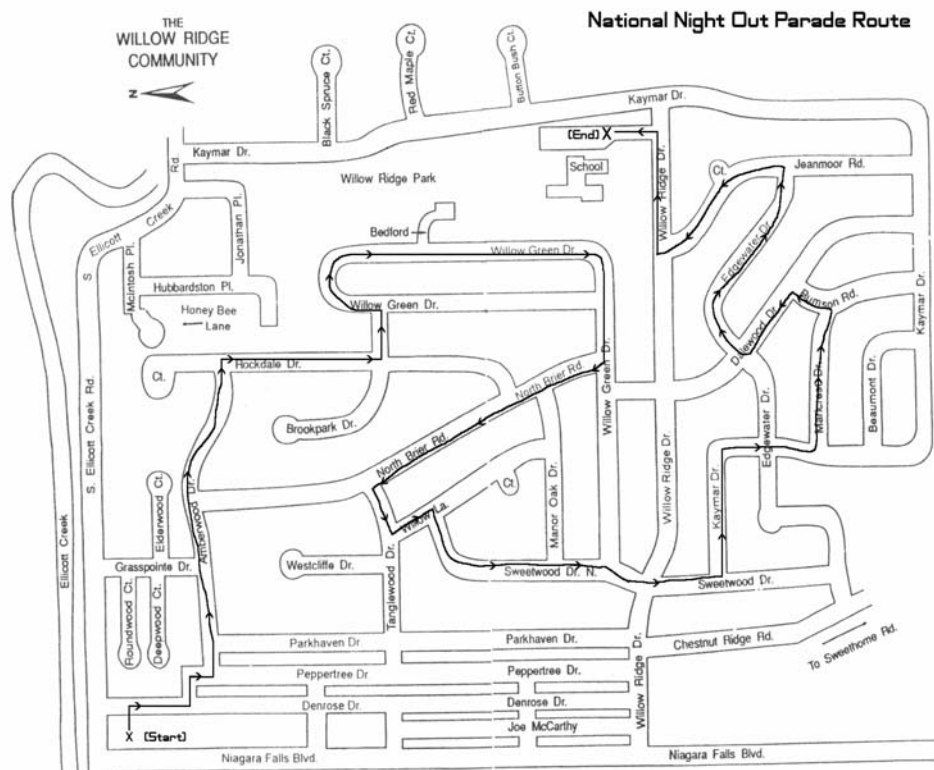 National Night Out Parade Route
THE
WILLOW RIDGE
COMMUNITY
N
Black Spruce Ct.
Red Maple Ct.
Button Bush Ct.
Kaymar Dr.
Kaymar Dr.
(End) X
School
Willow Ridge Park
Willow Ridge Dr.
Ct.
Jeanmoor Rd.
Rd.
Creek
Ellicott
S
Jonathan Pl.
McIntosh Pl.
Bedford
Willow Green Dr.
Edgewater Dr.
Hubbardston Pl.
Honey Bee
Lane
Willow Green Dr.
Bumson Rd.
Kaymar Dr.
Dalewood Dr.
Ct.
Hockdale Dr.
Willow Green Dr.
North Brier Rd.
Beaumont Dr.
S. Ellicott Creek Rd.
Brookpark Dr.
North Brier Rd
Edgewater Dr.
Willow Ridge Dr.
Kaymar Dr.
Ct.
Manor Oak Dr.
Willow La.
Elderwood Ct.
Amberwood Dr.
Ellicott Creek
Grasspointe Dr.
Westcliffe Dr.
Tanglewood Dr.
Sweetwood Dr. N.
Sweetwood Dr.
Roundwood Ct.
Deepwood Ct.
Parkhaven Dr
Parkhaven Dr.
Chestnut Ridge Rd.
To Sweethome Rd.
Peppertree Dr
Peppertree Dr.
Willow Ridge Dr.
Denrose Dr.
Denrose Dr.
Joe McCarthy
X (Start)
Niagara Falls Blvd.
Niagara Falls Blvd.